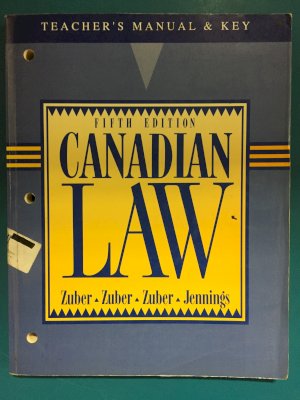 TEACHER'S MANUAL & KEY
FIFTH EDITION
CANADIAN
LAW
Zuber ▲ Zuber ▲ Zuber ▲ Jennings